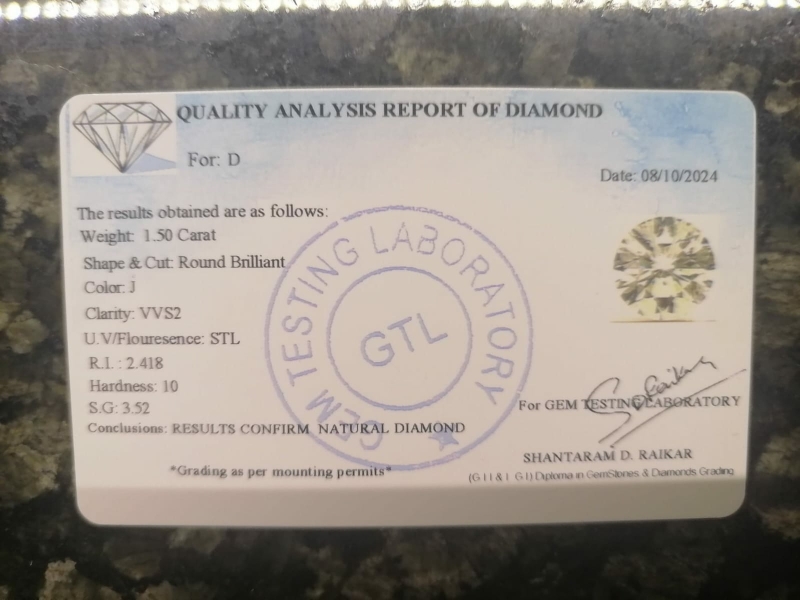 QUALITY ANALYSIS REPORT OF DIAMOND
For: D
Date: 08/10/2024
The results obtained are as follows:
Weight: 1.50 Carat
Shape & Cut: Round Brilliant
Color: J
Clarity: VVS2
U.V/Flouresence: STL
R.I. : 2.418
Hardness: 10
S.G: 3.52
Conclusions: RESULTS CONFIRM NATURAL DIAMOND
*Grading as per mounting permits*
GEM TESTING LABORATORY
GTL
For GEM TESTING LABORATORY
SHANTARAM D. RAIKAR
(G I I & I G I) Diploma in GemStones & Diamonds Grading